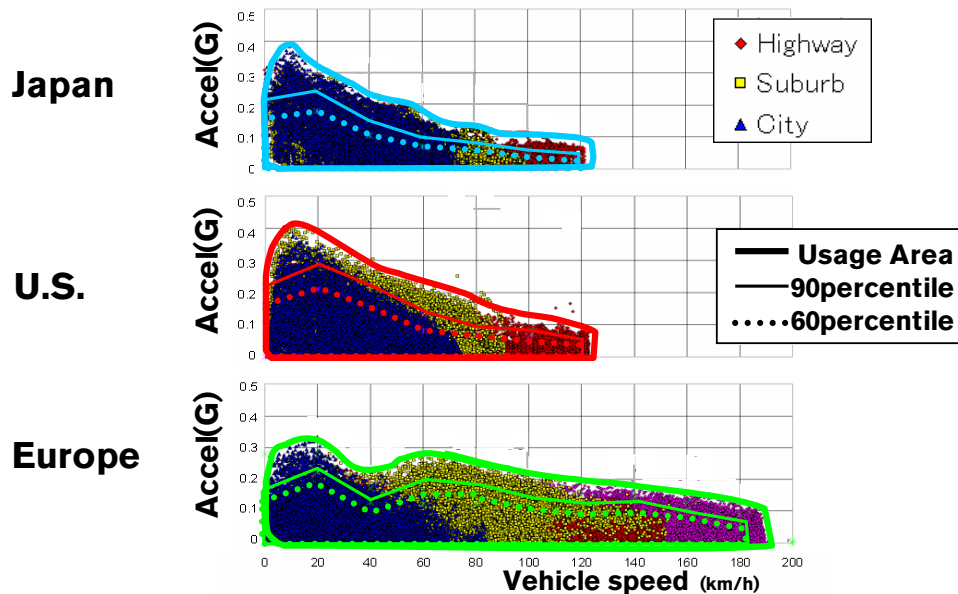 Japan
Accel(G)
0.5
0.4
0.3
0.2
0.1
0
Highway
Suburb
City
U.S.
Accel(G)
0.5
0.4
0.3
0.2
0.1
0
Usage Area
90percentile
60percentile
Europe
Accel(G)
0.5
0.4
0.3
0.2
0.1
0
0 20 40 60 80 100 120 140 160 180 200
Vehicle speed (km/h)